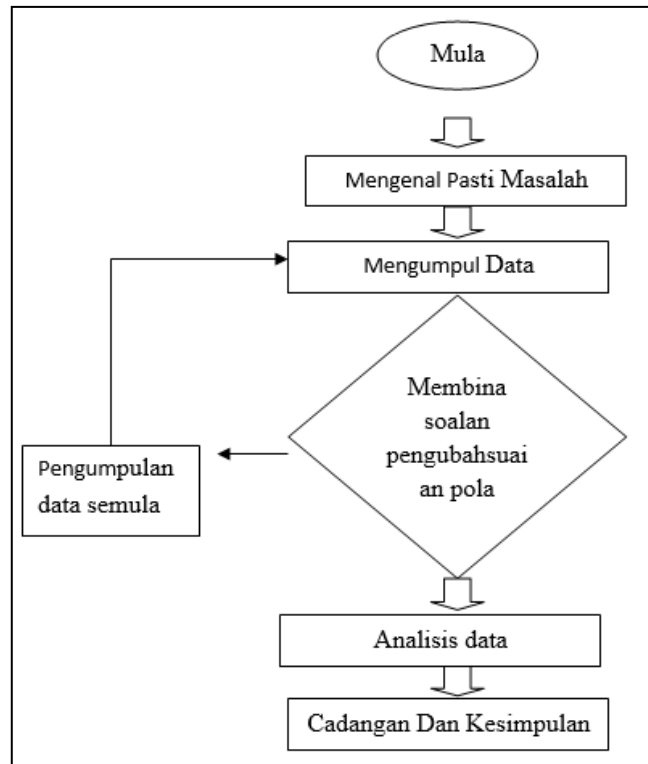 Mula
Mengenal Pasti Masalah
Mengumpul Data
Membina
soalan
pengubahsuai
an pola
Pengumpulan
data semula
Analisis data
Cadangan Dan Kesimpulan